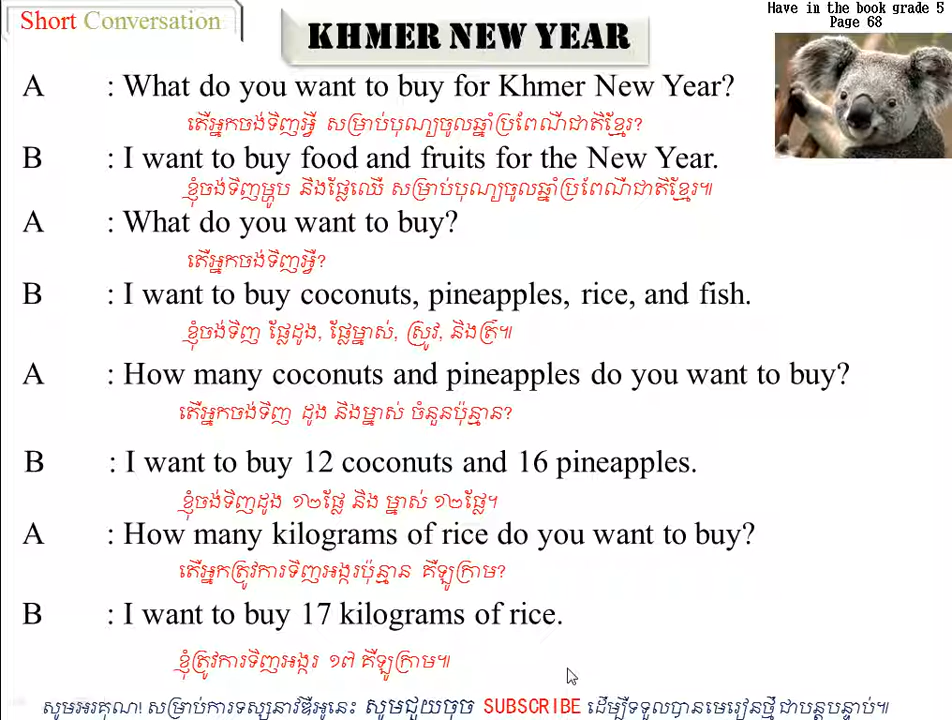 Short Conversation
KHMER NEW YEAR
Have in the book grade 5
Page 68
A : What do you want to buy for Khmer New Year?
តើអ្នកចង់ទិញអ្វី សម្រាប់បុណ្យចូលឆ្នាំប្រពៃណីជាតិខ្មែរ?
B : I want to buy food and fruits for the New Year.
ខ្ញុំចង់ទិញម្ហូប និងផ្លែឈើ សម្រាប់បុណ្យចូលឆ្នាំប្រពៃណីជាតិខ្មែរ៕
A : What do you want to buy?
តើអ្នកចង់ទិញអ្វី?
B : I want to buy coconuts, pineapples, rice, and fish.
ខ្ញុំចង់ទិញ ផ្លែដូង, ផ្លែម្នាស់, ស្រូវ, និងត្រី៕
A : How many coconuts and pineapples do you want to buy?
តើអ្នកចង់ទិញ ដូង និងម្នាស់ ចំនួនប៉ុន្មាន?
B : I want to buy 12 coconuts and 16 pineapples.
ខ្ញុំចង់ទិញដូង ១២ផ្លែ និង ម្នាស់ ១២ផ្លែ។
A : How many kilograms of rice do you want to buy?
តើអ្នកត្រូវការទិញអង្ករប៉ុន្មាន គីឡូក្រាម?
B : I want to buy 17 kilograms of rice.
ខ្ញុំត្រូវការទិញអង្ករ ១៧ គីឡូក្រាម៕
សូមអរគុណ! សម្រាប់ការទស្សនាវីឌីអូនេះ សូមជួយចុច SUBSCRIBE ដើម្បីទទួលបានមេរៀនថ្មីជាបន្តបន្ទាប់៕